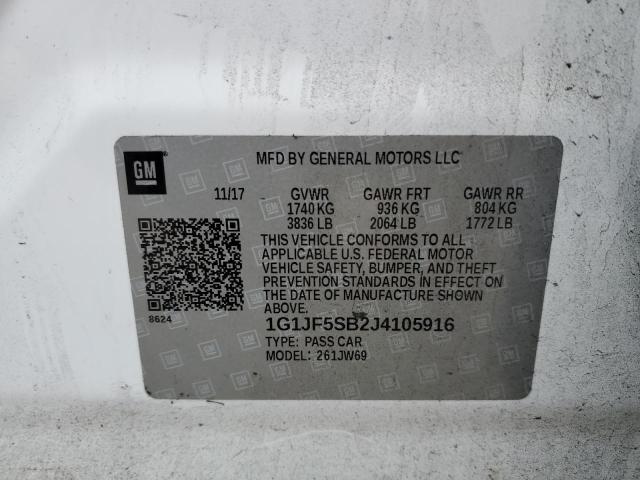 GM
MFD BY GENERAL MOTORS LLC
11/17 GVWR GAWR FRT GAWR RR
1740 KG 936 KG 804 KG
3836 LB 2064 LB 1772 LB
THIS VEHICLE CONFORMS TO ALL
APPLICABLE U.S. FEDERAL MOTOR
VEHICLE SAFETY, BUMPER, AND THEFT
PREVENTION STANDARDS IN EFFECT ON
THE DATE OF MANUFACTURE SHOWN
ABOVE.
8624
1G1JF5SB2J4105916
TYPE: PASS CAR
MODEL: 261JW69